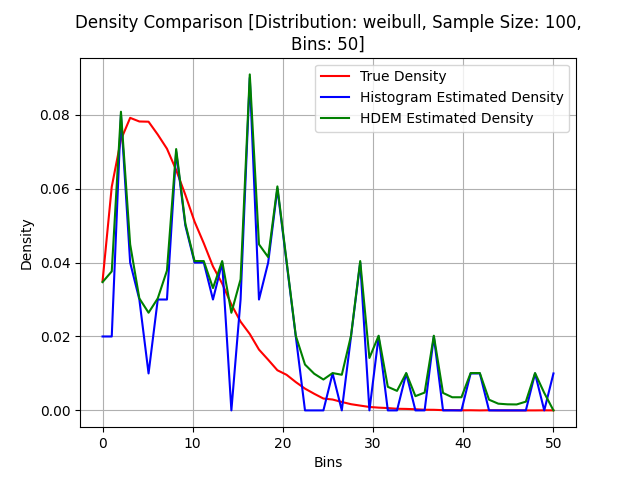 Density Comparison [Distribution: weibull, Sample Size: 100,
Bins: 50]
True Density
Histogram Estimated Density
HDEM Estimated Density
Density
0.08
0.06
0.04
0.02
0.00
0 10 20 30 40 50
Bins